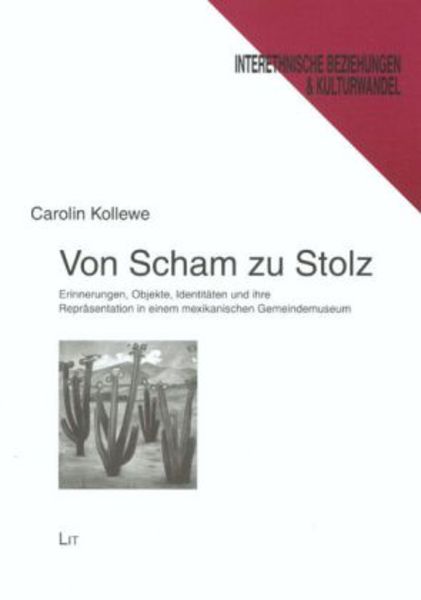 INTERETHNISCHE BEZIEHUNGEN
& KULTURWANDEL
Carolin Kollewe
Von Scham zu Stolz
Erinnerungen, Objekte, Identitäten und ihre
Repräsentation in einem mexikanischen Gemeindemuseum
LIT